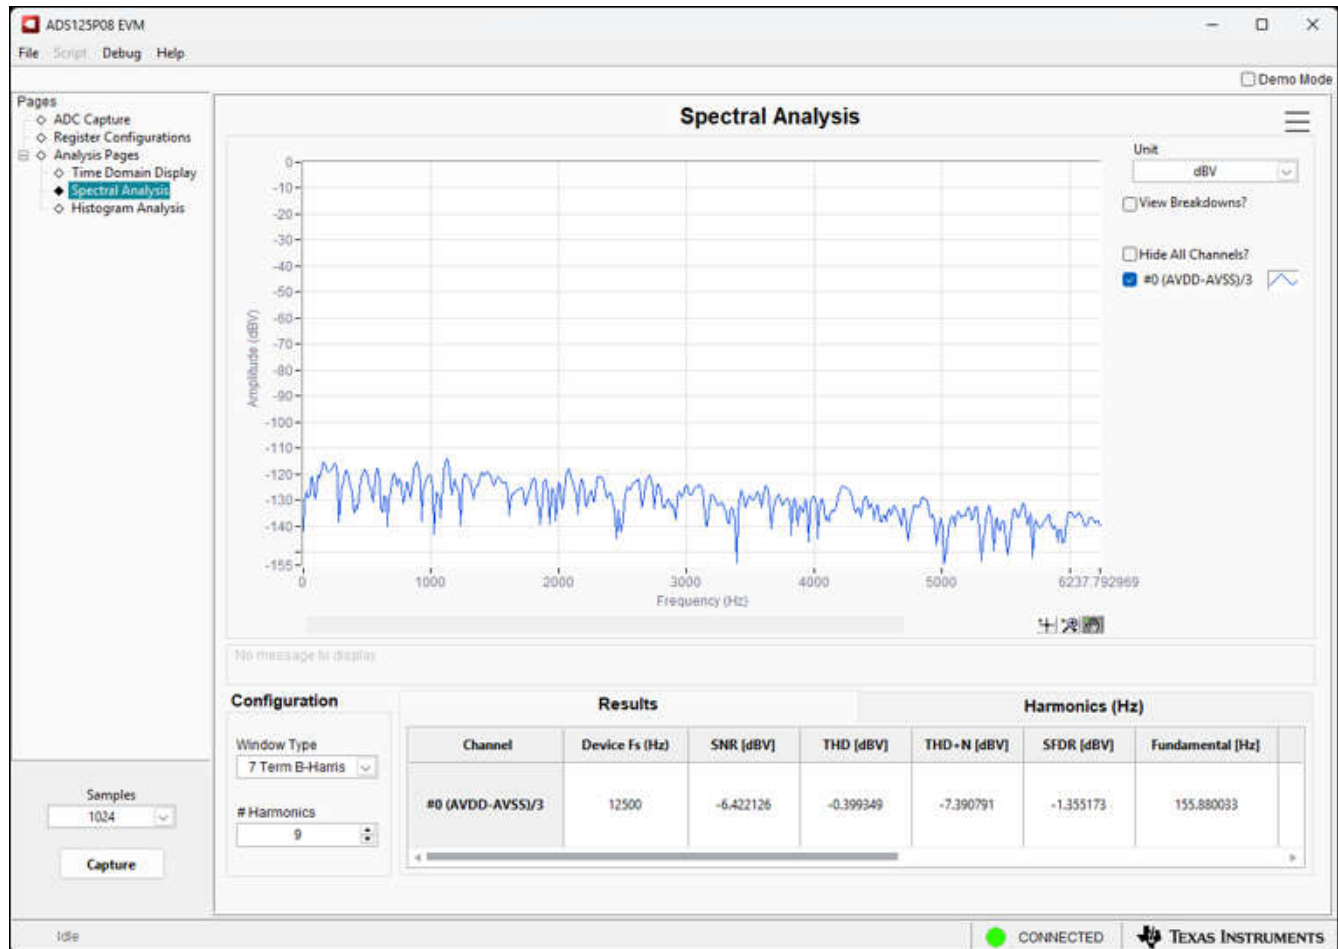 ADS125P08 EVM
File Script Debug Help
Demo Mode
Pages
ADC Capture
Register Configurations
Analysis Pages
Time Domain Display
Spectral Analysis
Histogram Analysis
Samples
1024
Capture
Spectral Analysis
Unit
dBV
View Breakdowns?
Hide All Channels?
#0 (AVDD-AVSS)/3
Amplitude (dBV)
0
-10
-20
-30
-40
-50
-60
-70
-80
-90
-100
-110
-120
-130
-140
-155
0 1000 2000 3000 4000 5000 6237.792969
Frequency (Hz)
No message to display
Configuration
Window Type
7 Term B-Harris
# Harmonics
9
Results Harmonics (Hz)
Channel Device Fs (Hz) SNR [dBV] THD [dBV] THD+N [dBV] SFDR [dBV] Fundamental [Hz]
#0 (AVDD-AVSS)/3 12500 -6.422126 -0.399349 -7.390791 -1.355173 155.880033
Idle CONNECTED TEXAS INSTRUMENTS